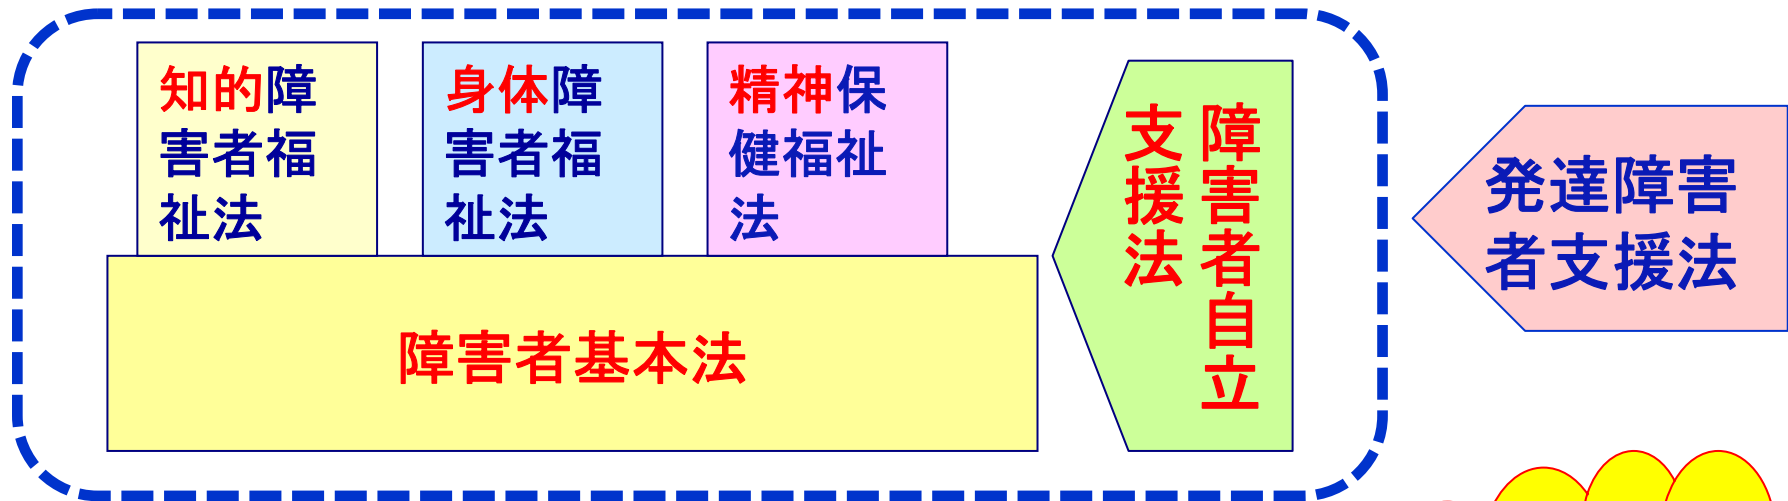 知的障
害者福
祉法
身体障
害者福
祉法
精神保
健福祉
法
障害者基本法
障害者自立
支援法
発達障害
者支援法